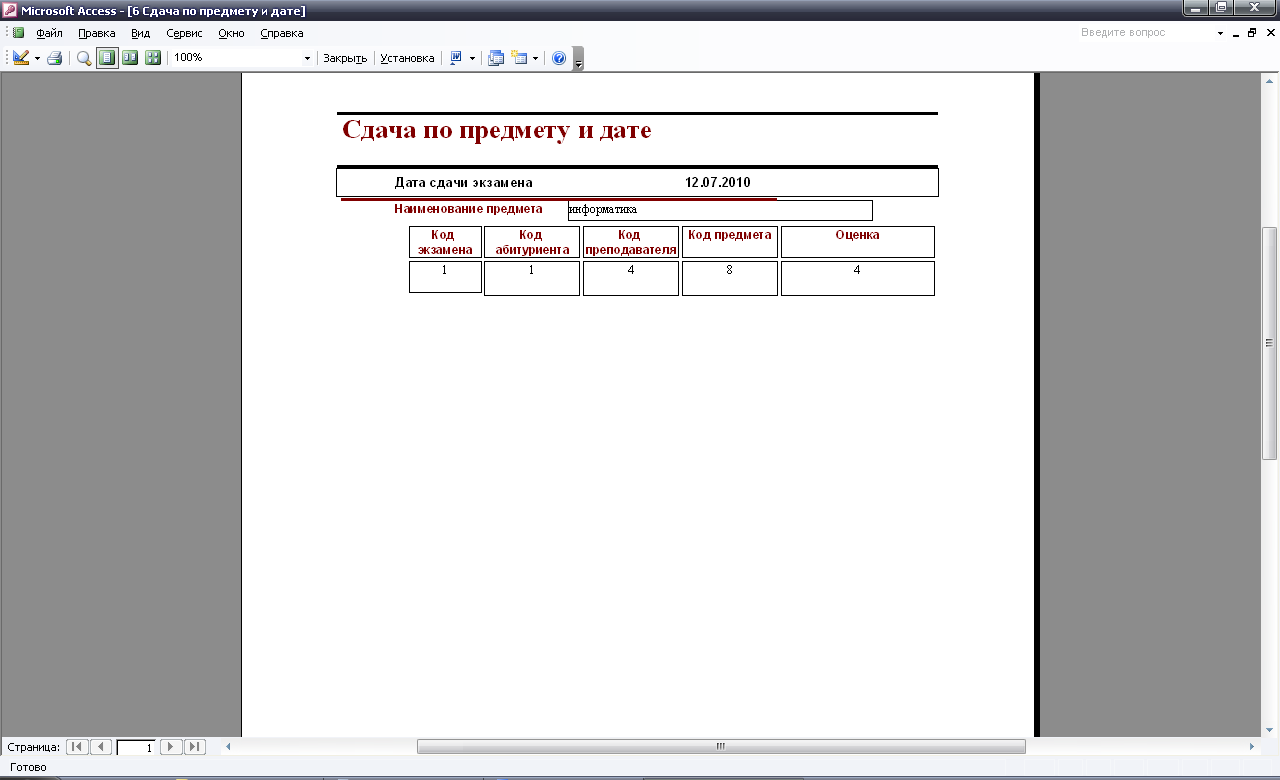 Microsoft Access - [6 Сдача по предмету и дате]
Файл Правка Вид Сервис Окно Справка Введите вопрос
100% Закрыть Установка
Сдача по предмету и дате
Дата сдачи экзамена 12.07.2010
Наименование предмета информатика
Код Код Код Код предмета Оценка
экзамена абитуриента преподавателя
1 1 4 8 4
Страница: 1
Готово